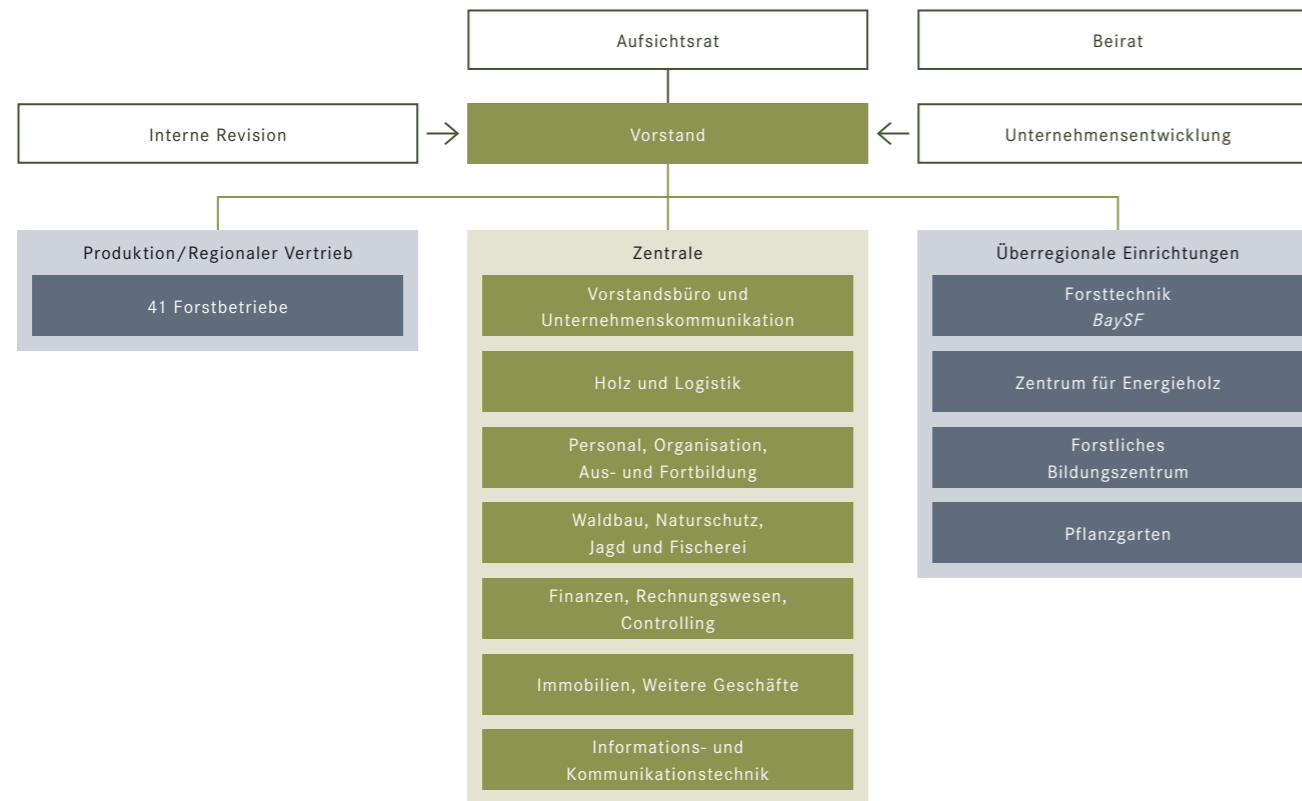 Aufsichtsrat
Beirat
Interne Revision
Vorstand
Unternehmensentwicklung
Produktion/Regionaler Vertrieb
41 Forstbetriebe
Zentrale
Vorstandsbüro und
Unternehmenskommunikation
Holz und Logistik
Personal, Organisation,
Aus- und Fortbildung
Waldbau, Naturschutz,
Jagd und Fischerei
Finanzen, Rechnungswesen,
Controlling
Immobilien, Weitere Geschäfte
Informations- und
Kommunikationstechnik
Überregionale Einrichtungen
Forsttechnik
BaySF
Zentrum für Energieholz
Forstliches
Bildungszentrum
Pflanzgarten